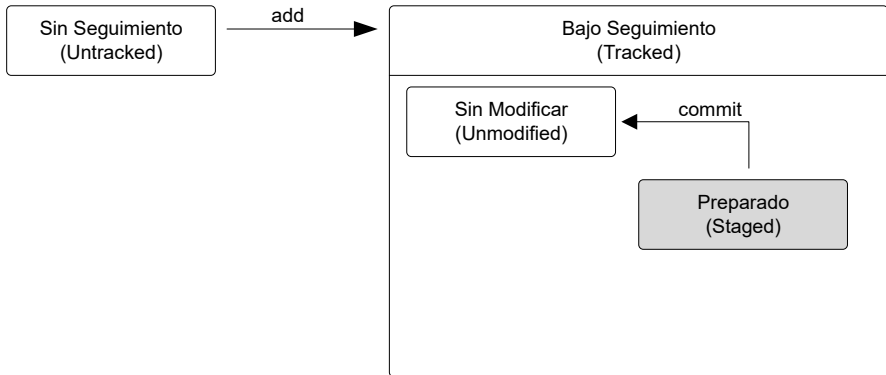 Sin Seguimiento
(Untracked)
add
Bajo Seguimiento
(Tracked)
Sin Modificar
(Unmodified)
commit
Preparado
(Staged)